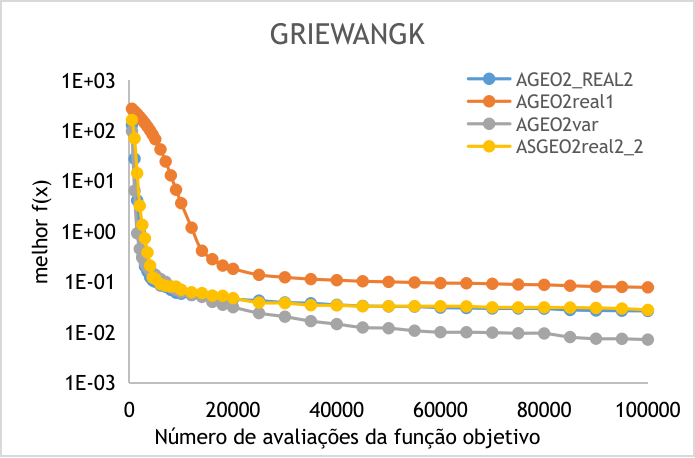 GRIEWANGK
AGEO2_REAL2
AGEO2real1
AGEO2var
ASGEO2real2_2
1E+03
1E+02
1E+01
1E+00
1E-01
1E-02
1E-03
melhor f(x)
0 20000 40000 60000 80000 100000
Número de avaliações da função objetivo